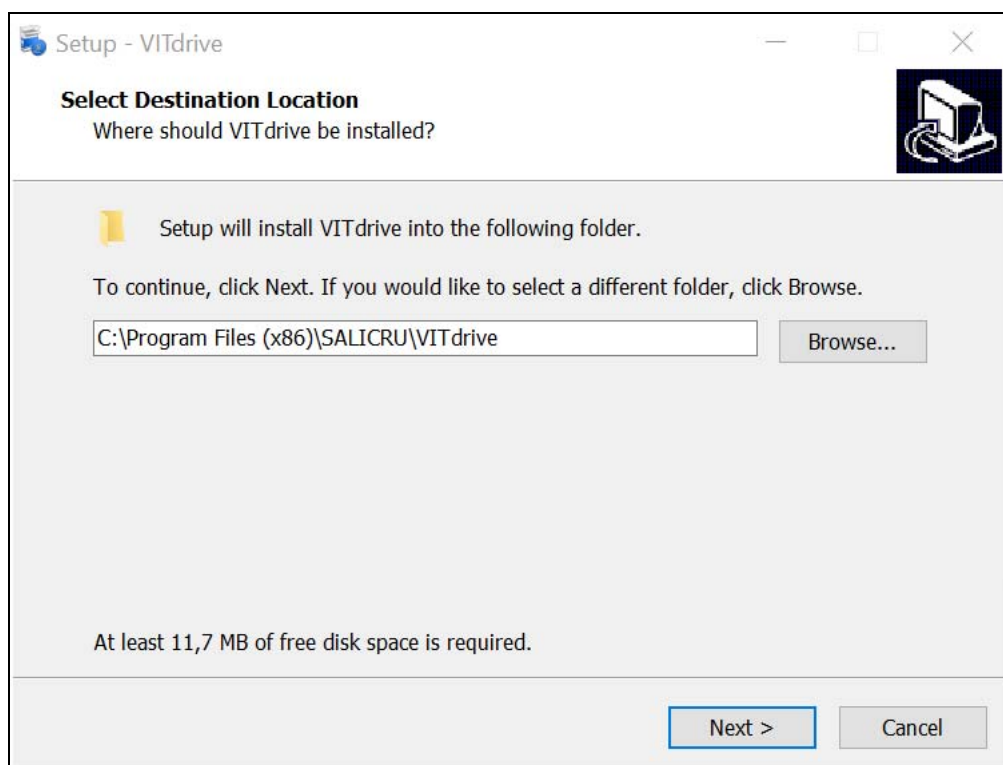 Setup - VITdrive
Select Destination Location
Where should VITdrive be installed?
Setup will install VITdrive into the following folder.
To continue, click Next. If you would like to select a different folder, click Browse.
C:\Program Files (x86)\SALICRU\VITdrive
Browse...
At least 11,7 MB of free disk space is required.
Next >
Cancel